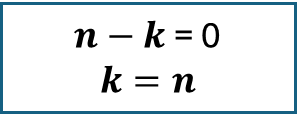 n − k = 0
k = n